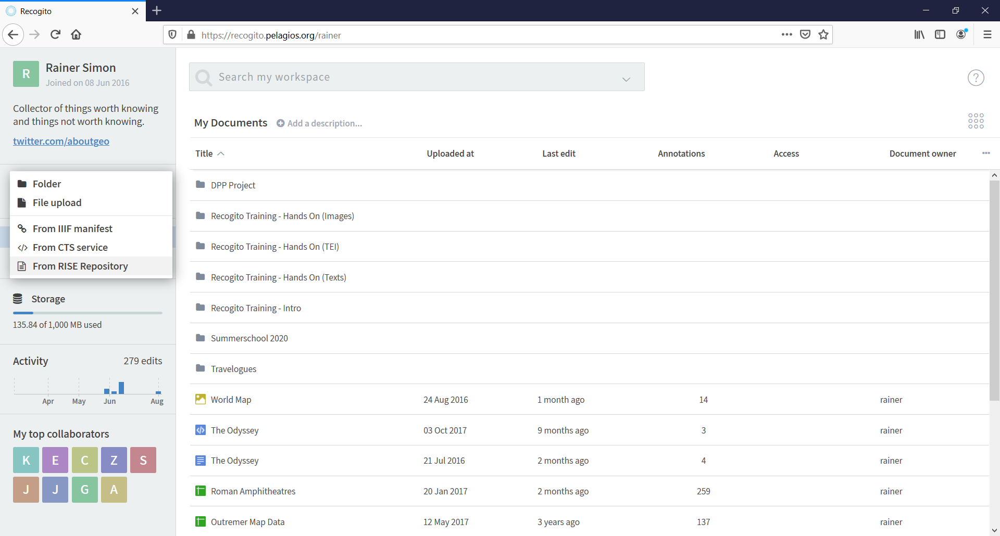 Recogito
https://recogito.pelagios.org/rainer
R
Rainer Simon
Joined on 08 Jun 2016
Collector of things worth knowing
and things not worth knowing.
twitter.com/aboutgeo
Folder
File upload
From IIIF manifest
From CTS service
From RISE Repository
Storage
135.84 of 1,000 MB used
Activity 279 edits
Apr May Jun Aug
My top collaborators
K E C Z S
J J G A
Search my workspace
?
My Documents Add a description...
Title Uploaded at Last edit Annotations Access Document owner
DPP Project
Recogito Training - Hands On (Images)
Recogito Training - Hands On (TEI)
Recogito Training - Hands On (Texts)
Recogito Training - Intro
Summerschool 2020
Travelogues
World Map 24 Aug 2016 1 month ago 14 rainer
The Odyssey 03 Oct 2017 9 months ago 3 rainer
The Odyssey 21 Jul 2016 2 months ago 4 rainer
Roman Amphitheatres 20 Jan 2017 2 months ago 259 rainer
Outremer Map Data 12 May 2017 3 years ago 137 rainer